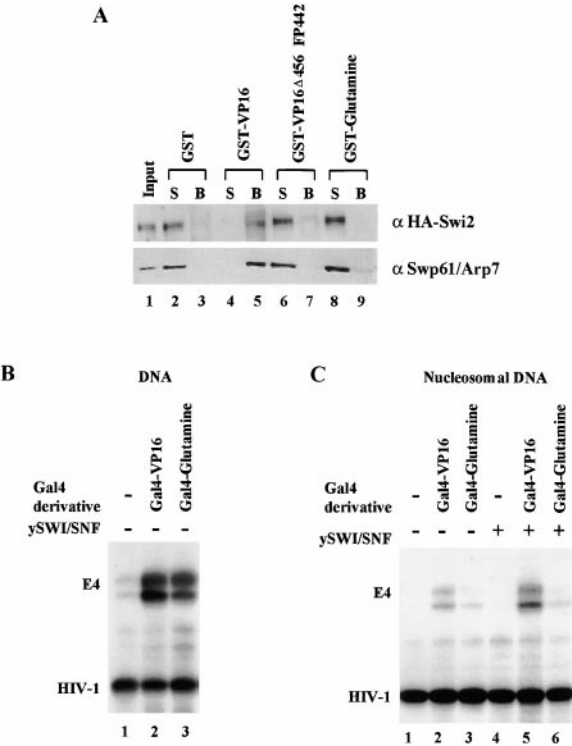 A
Input
GST
GST-VP16
GST-VP16Δ456 FP442
GST-Glutamine
S B S B S B S B
α HA-Swi2
α Swp61/Arp7
1 2 3 4 5 6 7 8 9
B
DNA
Gal4 derivative
- Gal4-VP16 Gal4-Glutamine
ySWI/SNF - - -
E4
HIV-1
1 2 3
C
Nucleosomal DNA
Gal4 derivative
- Gal4-VP16 Gal4-Glutamine - Gal4-VP16 Gal4-Glutamine
ySWI/SNF - - - + + +
E4
HIV-1
1 2 3 4 5 6